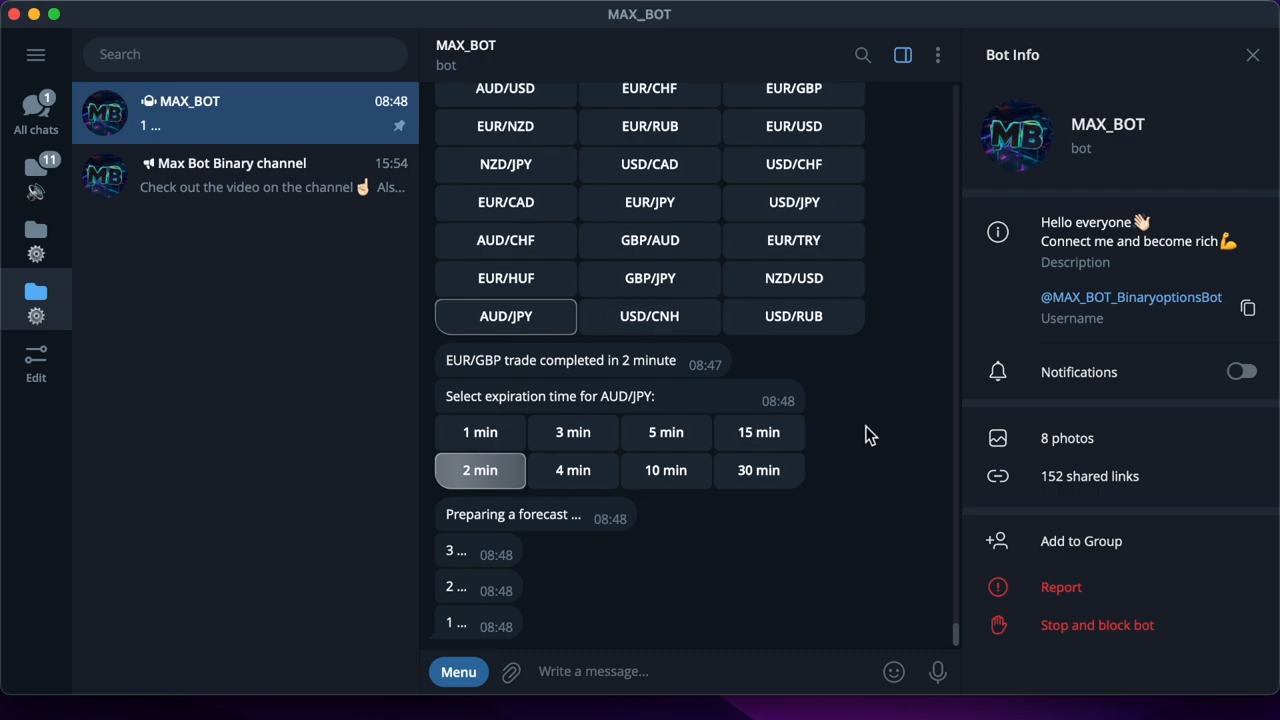 MAX_BOT
Search
All chats
1
11
Edit
MAX_BOT
08:48
1 ...
Max Bot Binary channel
15:54
Check out the video on the channel☝🏻 Als...
MAX_BOT
bot
AUD/USD EUR/CHF EUR/GBP
EUR/NZD EUR/RUB EUR/USD
NZD/JPY USD/CAD USD/CHF
EUR/CAD EUR/JPY USD/JPY
AUD/CHF GBP/AUD EUR/TRY
EUR/HUF GBP/JPY NZD/USD
AUD/JPY USD/CNH USD/RUB
EUR/GBP trade completed in 2 minute 08:47
Select expiration time for AUD/JPY: 08:48
1 min 3 min 5 min 15 min
2 min 4 min 10 min 30 min
Preparing a forecast ... 08:48
3 ... 08:48
2 ... 08:48
1 ... 08:48
Menu
Write a message...
Bot Info
MB
MAX_BOT
bot
Hello everyone👋🏻
Connect me and become rich💪
Description
@MAX_BOT_BinaryoptionsBot
Username
Notifications
8 photos
152 shared links
Add to Group
Report
Stop and block bot